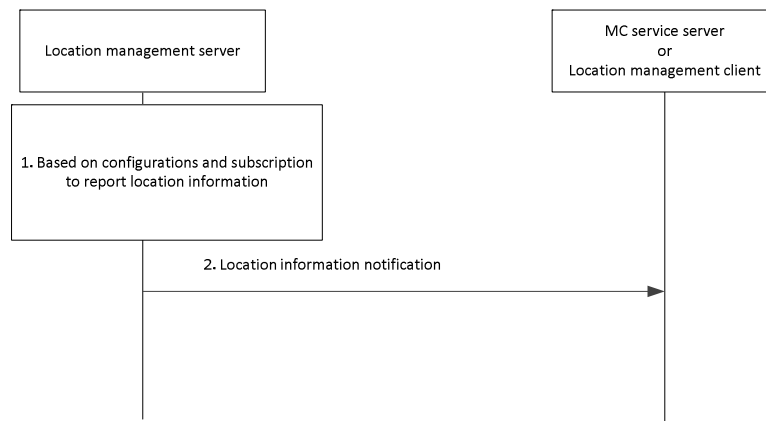 Location management server
MC service server
or
Location management client
1. Based on configurations and subscription
to report location information
2. Location information notification